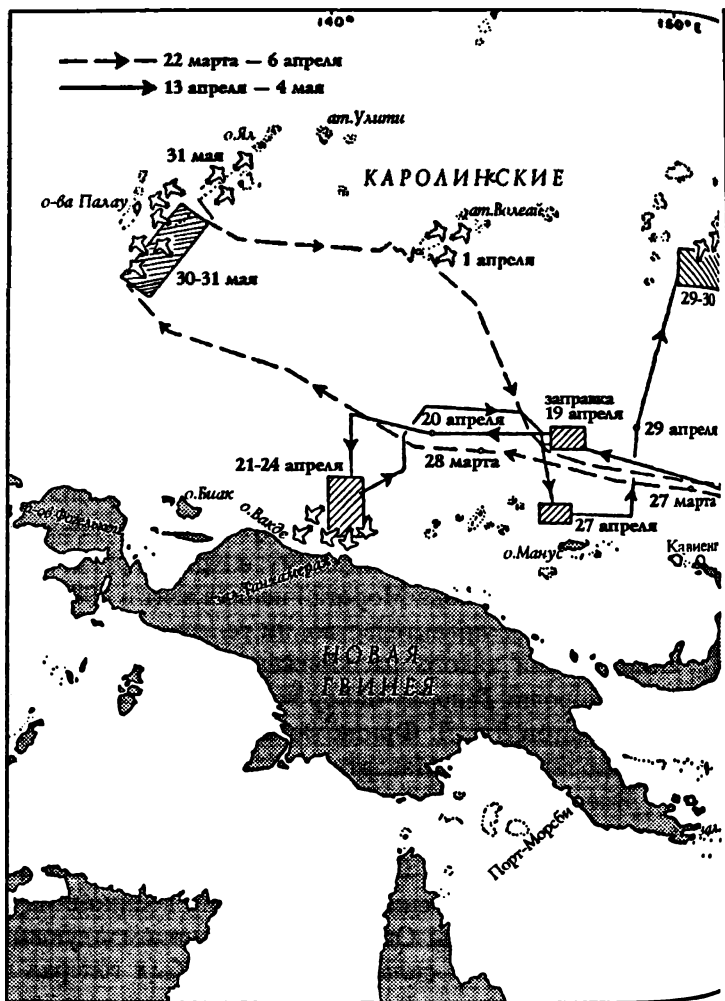 140°
150°E
22 марта — 6 апреля
13 апреля — 4 мая
ат.Улити
о.Яп
31 мая
КАРОЛИНСКИЕ
о-ва Палау
ат.Волеай
1 апреля
30-31 мая
29-30
заправка
19 апреля
20 апреля
29 апреля
21-24 апреля
28 марта
27 марта
о.Биак
о.Вакде
27 апреля
о.Манус
Кавиенг
НОВАЯ
ГВИНЕЯ
Порт-Морсби